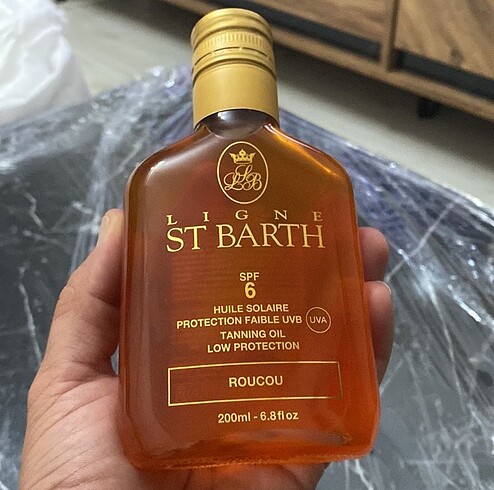 LSB
LIGNE
ST BARTH
SPF
6
HUILE SOLAIRE
PROTECTION FAIBLE UVB UVA
TANNING OIL
LOW PROTECTION
ROUCOU
200ml - 6.8fl oz